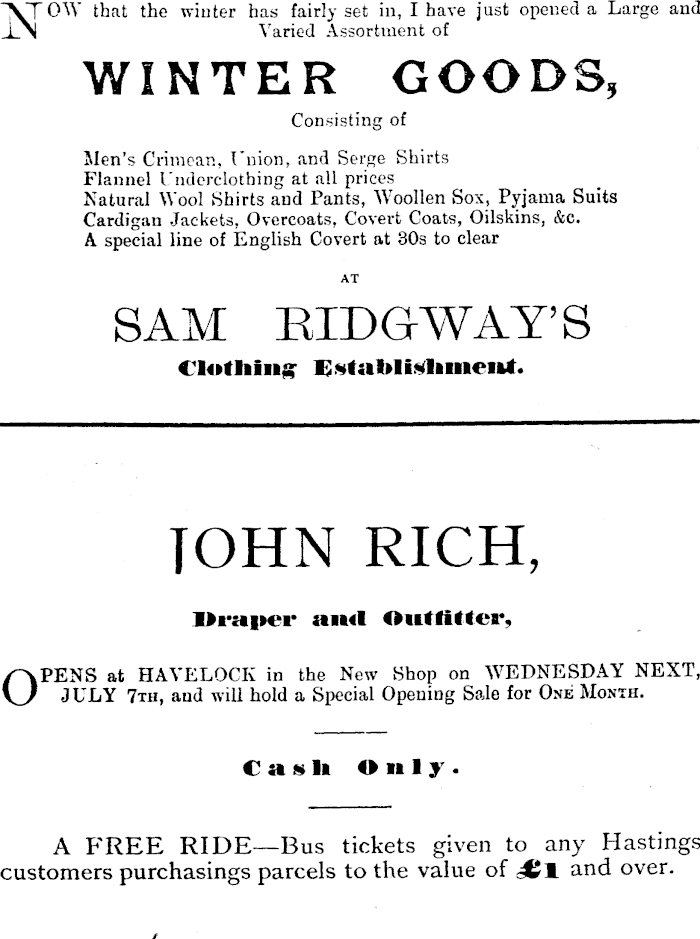 NOW that the winter has fairly set in, I have just opened a Large and
Varied Assortment of
WINTER GOODS,
Consisting of
Men's Crimean, Union, and Serge Shirts
Flannel Underclothing at all prices
Natural Wool Shirts and Pants, Woollen Sox, Pyjama Suits
Cardigan Jackets, Overcoats, Covert Coats, Oilskins, &c.
A special line of English Covert at 30s to clear
AT
SAM RIDGWAY'S
Clothing Establishment.
JOHN RICH,
Draper and Outfitter,
OPENS at HAVELOCK in the New Shop on WEDNESDAY NEXT,
JULY 7TH, and will hold a Special Opening Sale for ONE MONTH.
Cash Only.
A FREE RIDE—Bus tickets given to any Hastings
customers purchasings parcels to the value of £1 and over.